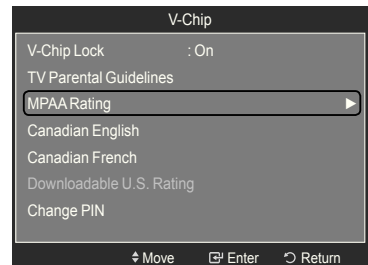 V-Chip
V-Chip Lock : On
TV Parental Guidelines
MPAA Rating ►
Canadian English
Canadian French
Downloadable U.S. Rating
Change PIN
Move Enter Return